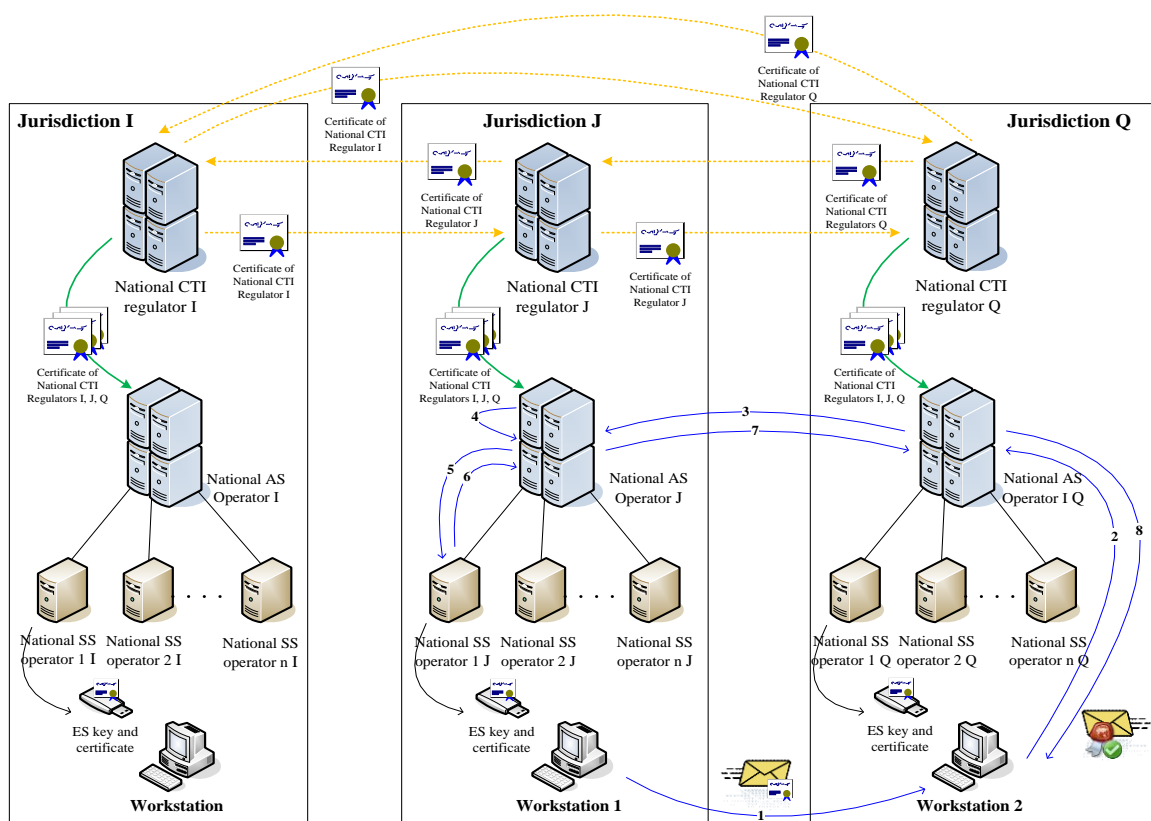 Certificate of
National CTI
Regulator Q
Certificate of
National CTI
Regulator I
Jurisdiction I
Jurisdiction J
Jurisdiction Q
Certificate of
National CTI
Regulator J
Certificate of
National CTI
Regulators Q
Certificate of
National CTI
Regulator I
Certificate of
National CTI
Regulator J
National CTI
regulator I
National CTI
regulator J
National CTI
regulator Q
Certificate of
National CTI
Regulators I, J, Q
Certificate of
National CTI
Regulators I, J, Q
Certificate of
National CTI
Regulators I, J, Q
4
3
7
5
6
2
8
National AS
Operator I
National AS
Operator J
National AS
Operator I Q
. . . .
. . . .
. . . .
National SS
operator 1 I
National SS
operator 2 I
National SS
operator n I
National SS
operator 1 J
National SS
operator 2 J
National SS
operator n J
National SS
operator 1 Q
National SS
operator 2 Q
National SS
operator n Q
ES key and
certificate
ES key and
certificate
ES key and
certificate
Workstation
Workstation 1
1
Workstation 2